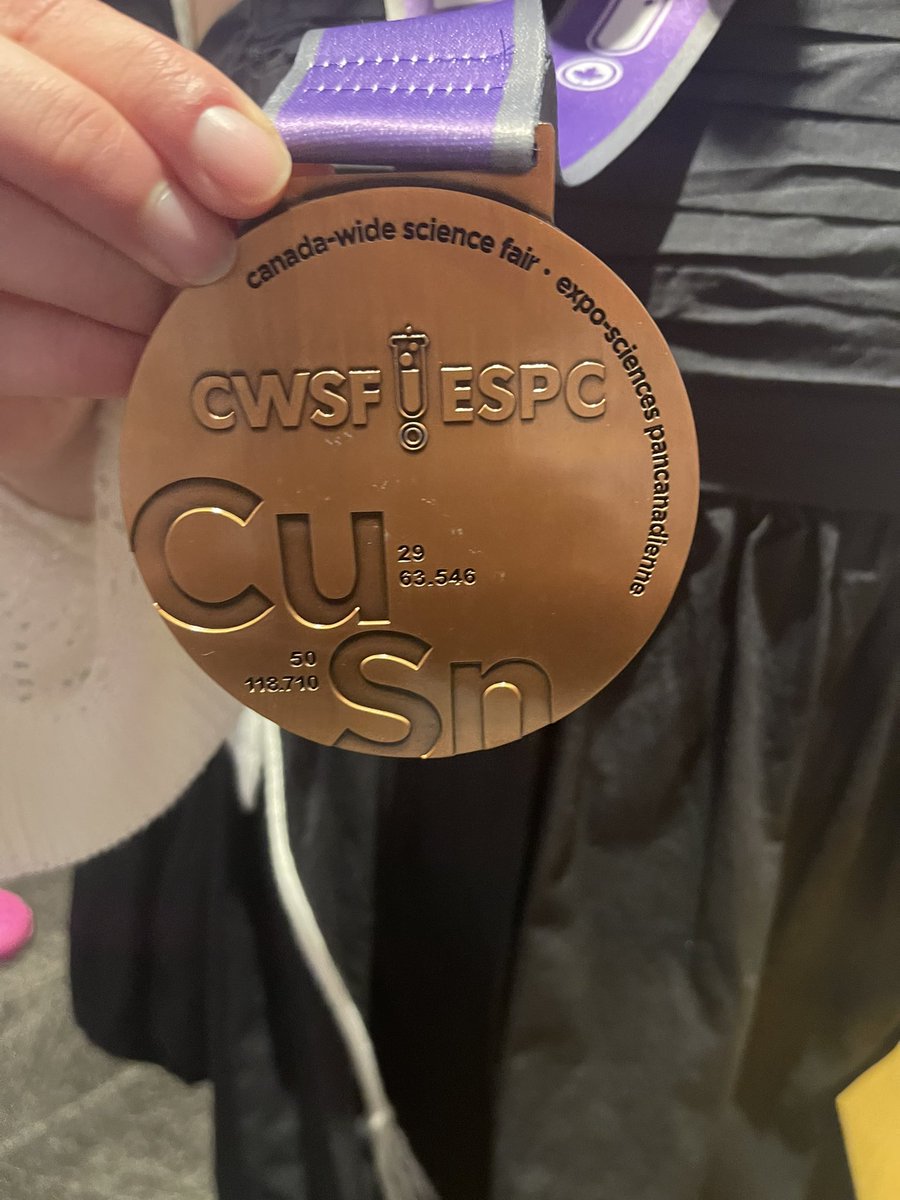 canada-wide science fair · expo-sciences pancanadienne
CWSF ESPC
Cu
29
63.546
50
118.710
Sn